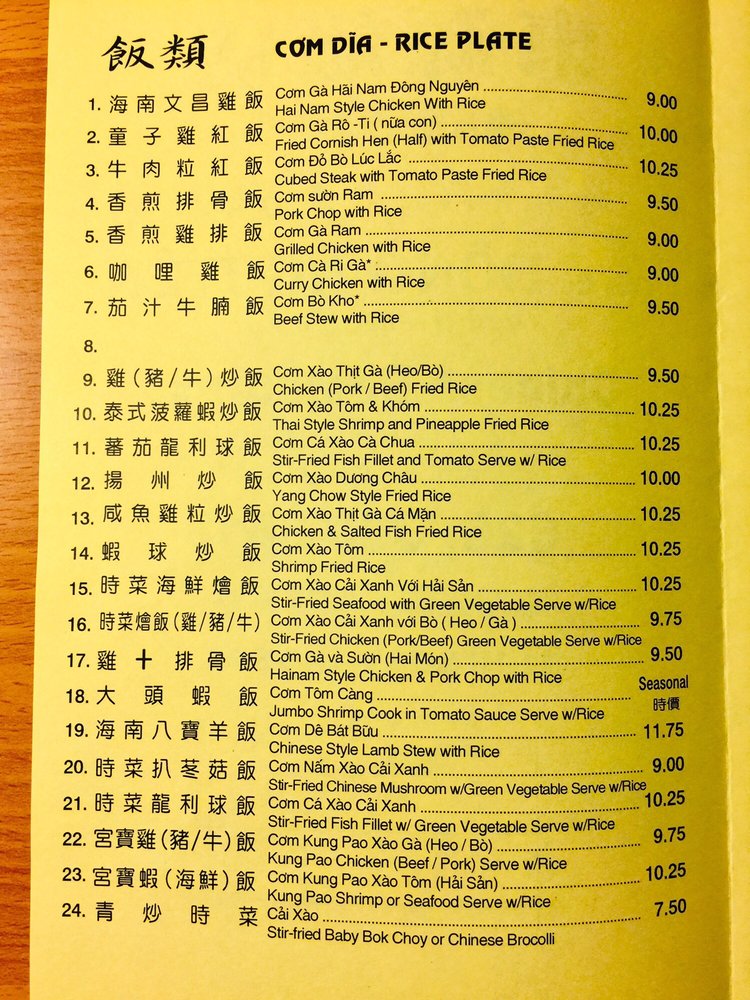 飯類 CƠM DĨA - RICE PLATE
1. 海南文昌雞飯 Cơm Gà Hãi Nam Đông Nguyên 9.00
Hai Nam Style Chicken With Rice
2. 童子雞紅飯 Cơm Gà Rô -Ti ( nữa con) 10.00
Fried Cornish Hen (Half) with Tomato Paste Fried Rice
3. 牛肉粒紅飯 Cơm Đỏ Bò Lúc Lắc 10.25
Cubed Steak with Tomato Paste Fried Rice
4. 香煎排骨飯 Cơm sườn Ram 9.50
Pork Chop with Rice
5. 香煎雞排飯 Cơm Gà Ram 9.00
Grilled Chicken with Rice
6. 咖哩雞飯 Cơm Cà Ri Gà* 9.00
Curry Chicken with Rice
7. 茄汁牛腩飯 Cơm Bò Kho* 9.50
Beef Stew with Rice
8.
9. 雞(豬/牛)炒飯 Cơm Xào Thịt Gà (Heo/Bò) 9.50
Chicken (Pork / Beef) Fried Rice
10. 泰式菠蘿蝦炒飯 Cơm Xào Tôm & Khóm 10.25
Thai Style Shrimp and Pineapple Fried Rice
11. 蕃茄龍利球飯 Cơm Cá Xào Cà Chua 10.25
Stir-Fried Fish Fillet and Tomato Serve w/ Rice
12. 揚州炒飯 Cơm Xào Dương Châu 10.00
Yang Chow Style Fried Rice
13. 咸魚雞粒炒飯 Cơm Xào Thịt Gà Cá Mặn 10.25
Chicken & Salted Fish Fried Rice
14. 蝦球炒飯 Cơm Xào Tôm 10.25
Shrimp Fried Rice
15. 時菜海鮮燴飯 Cơm Xào Cải Xanh Với Hải Sản 10.25
Stir-Fried Seafood with Green Vegetable Serve w/Rice
16. 時菜燴飯(雞/豬/牛) Cơm Xào Cải Xanh với Bò ( Heo / Gà ) 9.75
Stir-Fried Chicken (Pork/Beef) Green Vegetable Serve w/Rice
17. 雞＋排骨飯 Cơm Gà và Sườn (Hai Món) 9.50
Hainam Style Chicken & Pork Chop with Rice
18. 大頭蝦飯 Cơm Tôm Càng Seasonal 時價
Jumbo Shrimp Cook in Tomato Sauce Serve w/Rice
19. 海南八寶羊飯 Cơm Dê Bát Bữu 11.75
Chinese Style Lamb Stew with Rice
20. 時菜扒苳菇飯 Cơm Nấm Xào Cải Xanh 9.00
Stir-Fried Chinese Mushroom w/Green Vegetable Serve w/Rice
21. 時菜龍利球飯 Cơm Cá Xào Cải Xanh 10.25
Stir-Fried Fish Fillet w/ Green Vegetable Serve w/Rice
22. 宮寶雞(豬/牛)飯 Cơm Kung Pao Xào Gà (Heo / Bò) 9.75
Kung Pao Chicken (Beef / Pork) Serve w/Rice
23. 宮寶蝦(海鮮)飯 Cơm Kung Pao Xào Tôm (Hải Sản) 10.25
Kung Pao Shrimp or Seafood Serve w/Rice
24. 青炒時菜 Cải Xào 7.50
Stir-fried Baby Bok Choy or Chinese Brocolli